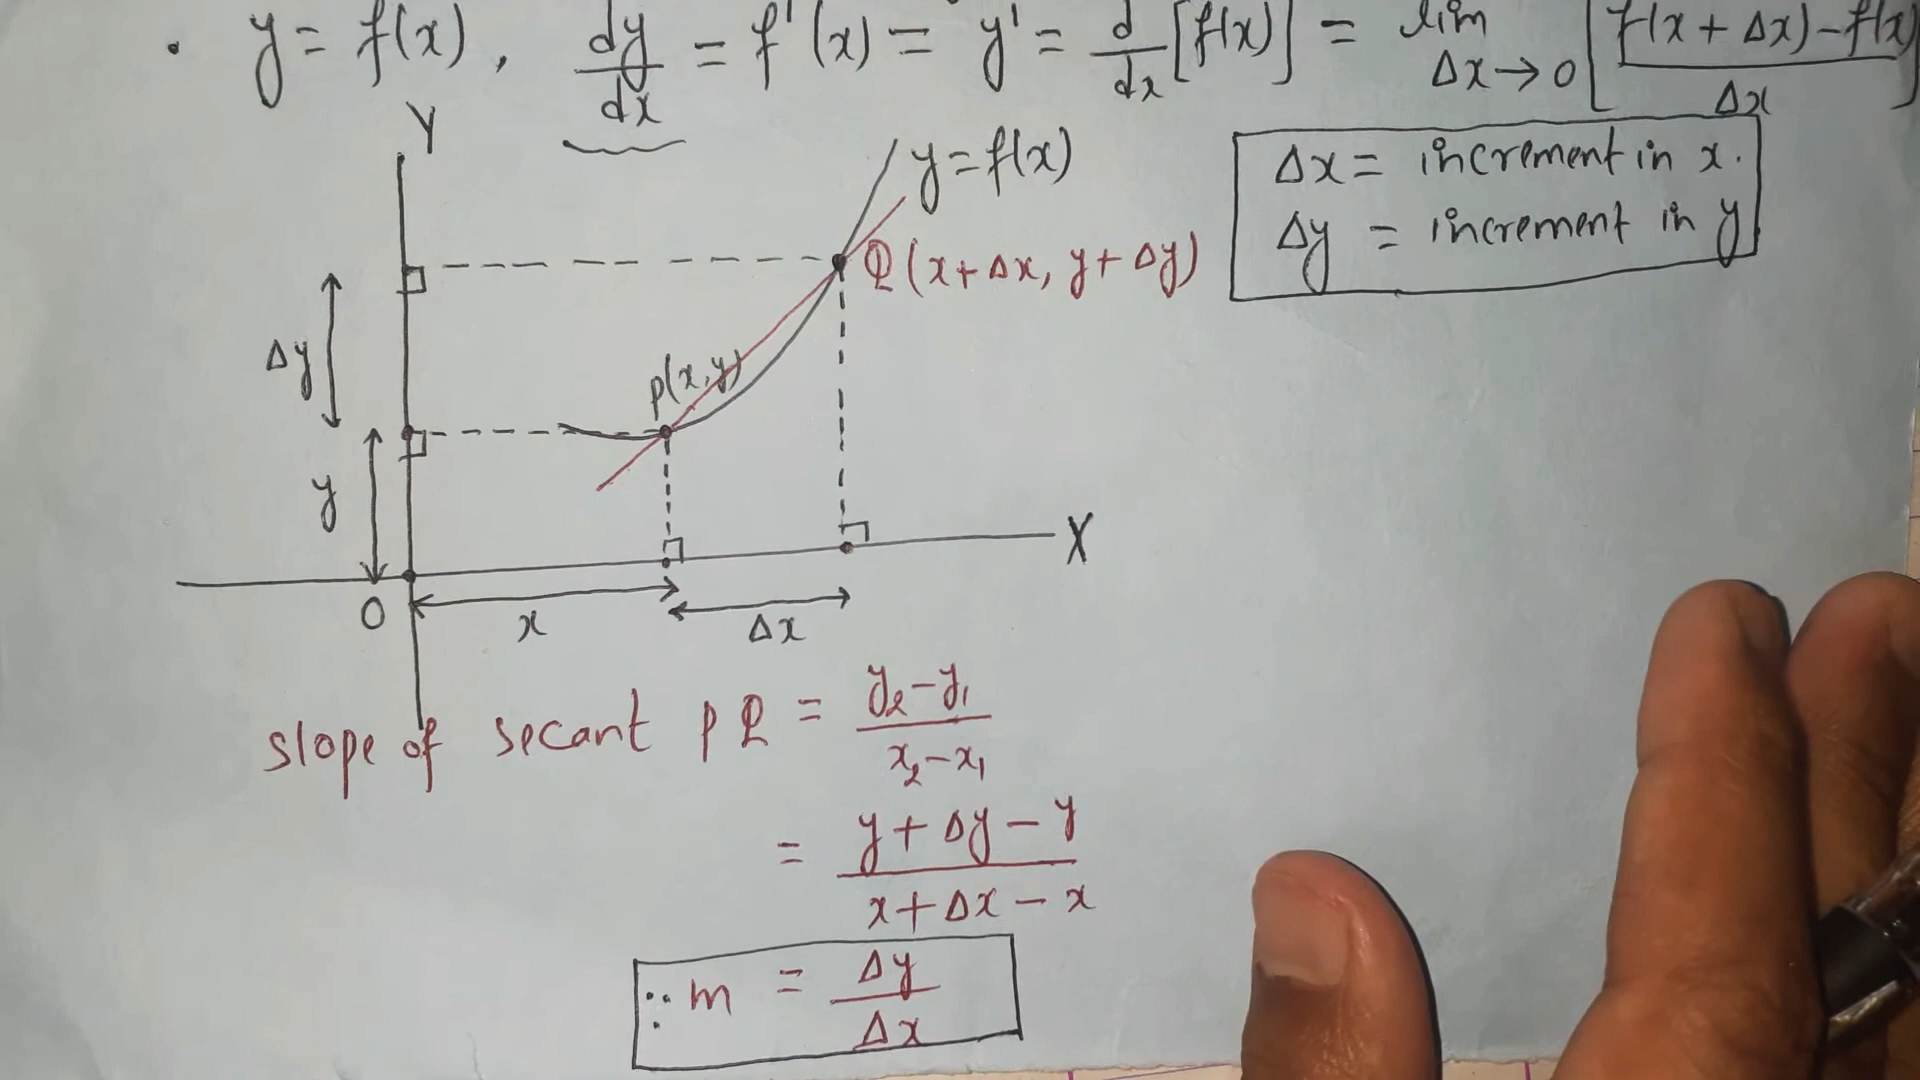 . y = f(x), dy/dx = f'(x) = y' = d/dx [f(x)] = lim Δx→0 [f(x + Δx) - f(x) / Δx]
Y
y = f(x)
Δx = increment in x.
Δy = increment in y
Q (x + Δx, y + Δy)
Δy
P(x, y)
y
X
O
x
Δx
slope of secant PQ = y₂ - y₁ / x₂ - x₁
= y + Δy - y / x + Δx - x
∴ m = Δy / Δx